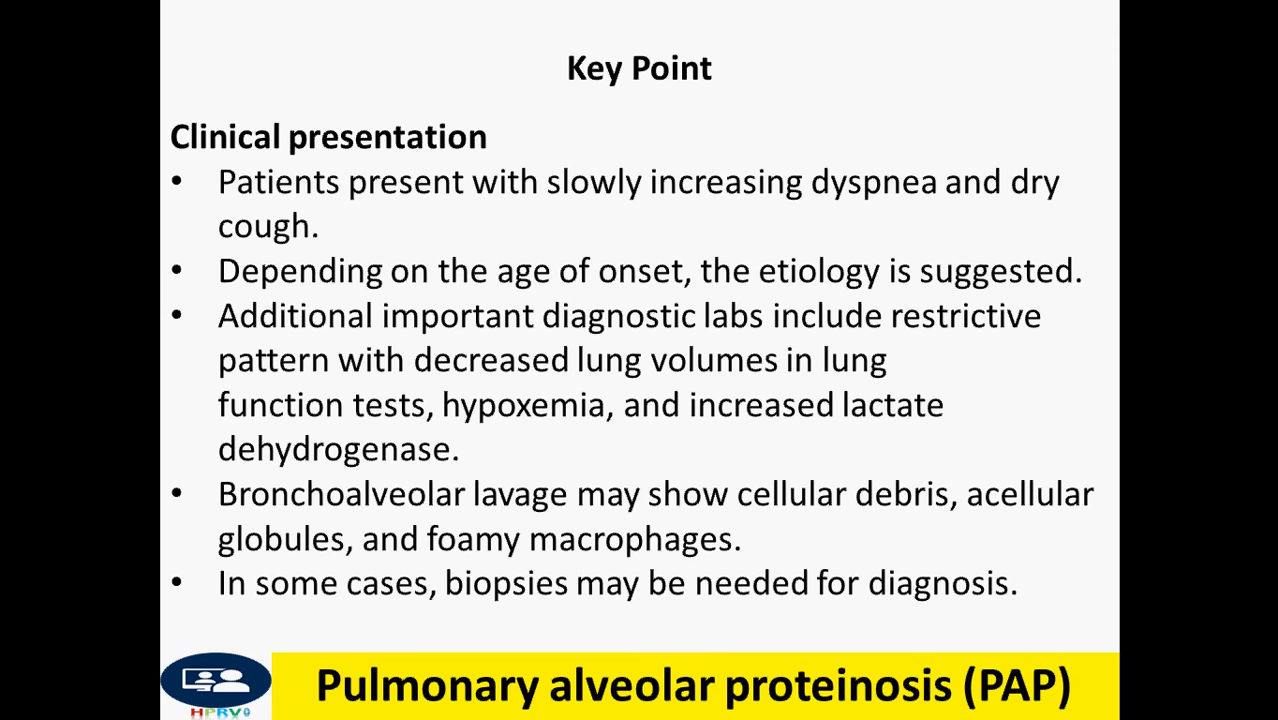 Key Point
Clinical presentation
• Patients present with slowly increasing dyspnea and dry
cough.
• Depending on the age of onset, the etiology is suggested.
• Additional important diagnostic labs include restrictive
pattern with decreased lung volumes in lung
function tests, hypoxemia, and increased lactate
dehydrogenase.
• Bronchoalveolar lavage may show cellular debris, acellular
globules, and foamy macrophages.
• In some cases, biopsies may be needed for diagnosis.
Pulmonary alveolar proteinosis (PAP)